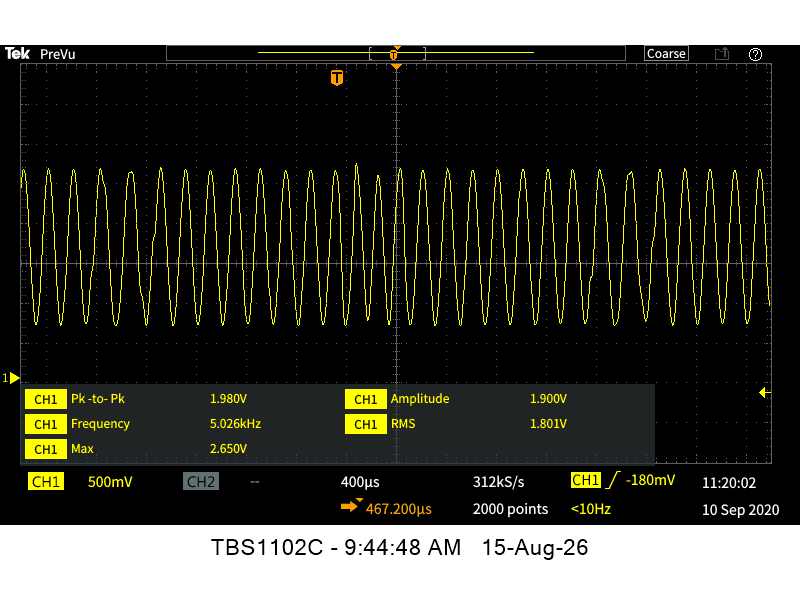 Tek PreVu T Coarse ?
T
1
CH1 Pk-to-Pk 1.980V CH1 Amplitude 1.900V
CH1 Frequency 5.026kHz CH1 RMS 1.801V
CH1 Max 2.650V
CH1 500mV CH2 -- 400µs 312kS/s CH1 -180mV 11:20:02
467.200µs 2000 points <10Hz 10 Sep 2020
TBS1102C - 9:44:48 AM 15-Aug-26